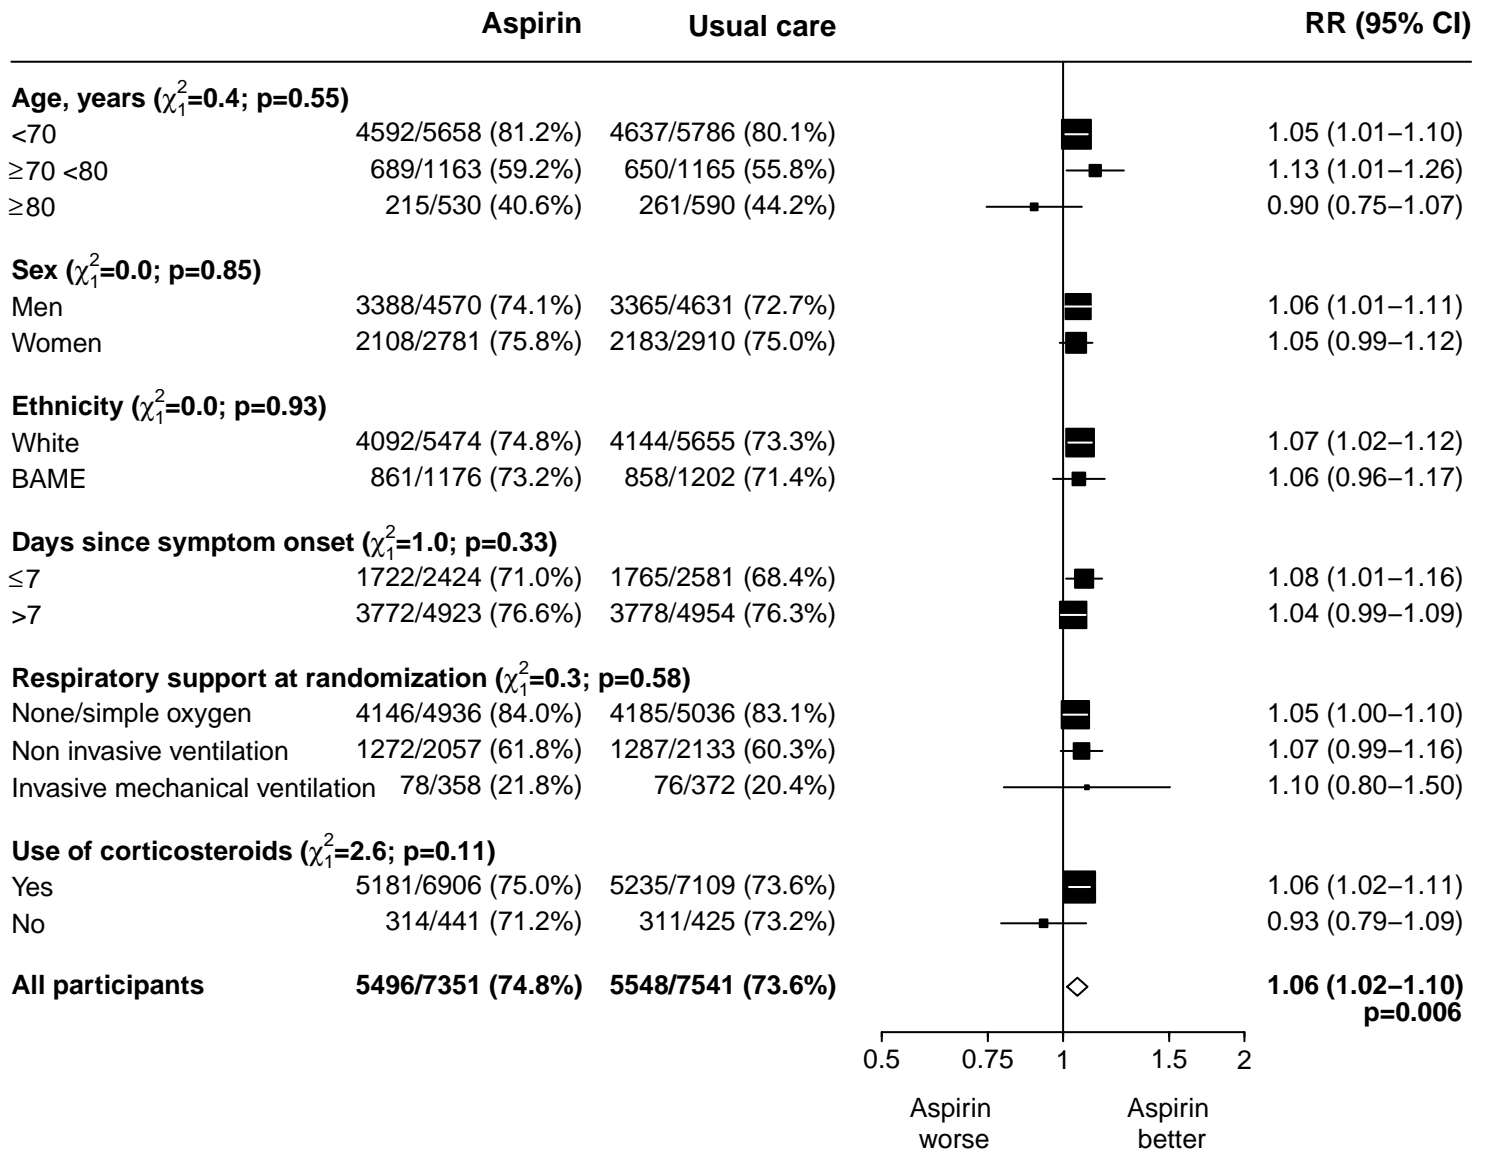 Aspirin Usual care RR (95% CI)
Age, years (χ²₁=0.4; p=0.55)
<70 4592/5658 (81.2%) 4637/5786 (80.1%) 1.05 (1.01−1.10)
≥70 <80 689/1163 (59.2%) 650/1165 (55.8%) 1.13 (1.01−1.26)
≥80 215/530 (40.6%) 261/590 (44.2%) 0.90 (0.75−1.07)
Sex (χ²₁=0.0; p=0.85)
Men 3388/4570 (74.1%) 3365/4631 (72.7%) 1.06 (1.01−1.11)
Women 2108/2781 (75.8%) 2183/2910 (75.0%) 1.05 (0.99−1.12)
Ethnicity (χ²₁=0.0; p=0.93)
White 4092/5474 (74.8%) 4144/5655 (73.3%) 1.07 (1.02−1.12)
BAME 861/1176 (73.2%) 858/1202 (71.4%) 1.06 (0.96−1.17)
Days since symptom onset (χ²₁=1.0; p=0.33)
≤7 1722/2424 (71.0%) 1765/2581 (68.4%) 1.08 (1.01−1.16)
>7 3772/4923 (76.6%) 3778/4954 (76.3%) 1.04 (0.99−1.09)
Respiratory support at randomization (χ²₁=0.3; p=0.58)
None/simple oxygen 4146/4936 (84.0%) 4185/5036 (83.1%) 1.05 (1.00−1.10)
Non invasive ventilation 1272/2057 (61.8%) 1287/2133 (60.3%) 1.07 (0.99−1.16)
Invasive mechanical ventilation 78/358 (21.8%) 76/372 (20.4%) 1.10 (0.80−1.50)
Use of corticosteroids (χ²₁=2.6; p=0.11)
Yes 5181/6906 (75.0%) 5235/7109 (73.6%) 1.06 (1.02−1.11)
No 314/441 (71.2%) 311/425 (73.2%) 0.93 (0.79−1.09)
All participants 5496/7351 (74.8%) 5548/7541 (73.6%) 1.06 (1.02−1.10)
p=0.006
0.5 0.75 1 1.5 2
Aspirin Aspirin
worse better